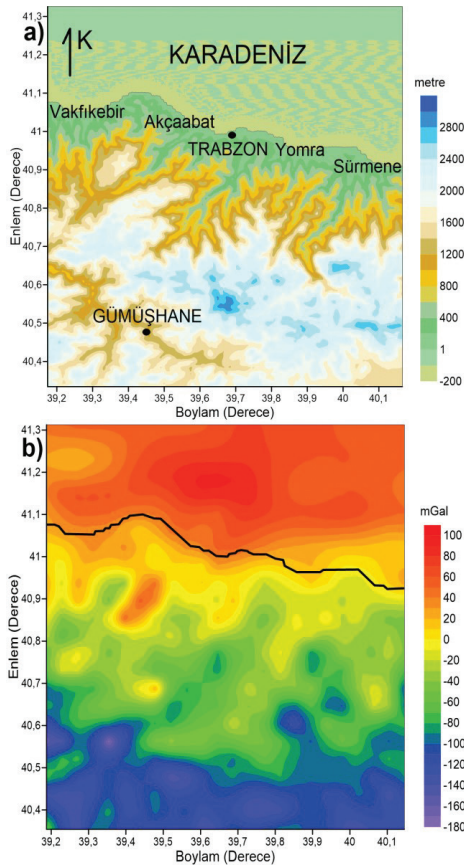 a)
K
KARADENİZ
Vakfıkebir
Akçaabat
TRABZON Yomra
Sürmene
GÜMÜŞHANE
Enlem (Derece)
41,3
41,2
41,1
41
40,9
40,8
40,7
40,6
40,5
40,4
39,2 39,3 39,4 39,5 39,6 39,7 39,8 39,9 40 40,1
Boylam (Derece)
metre
2800
2400
2000
1700
1400
1100
800
600
400
1
-200
b)
Enlem (Derece)
41,3
41,2
41,1
41
40,9
40,8
40,7
40,6
40,5
40,4
39,2 39,3 39,4 39,5 39,6 39,7 39,8 39,9 40 40,1
Boylam (Derece)
mGal
100
80
60
40
20
0
-20
-40
-60
-80
-100
-120
-140
-160
-180